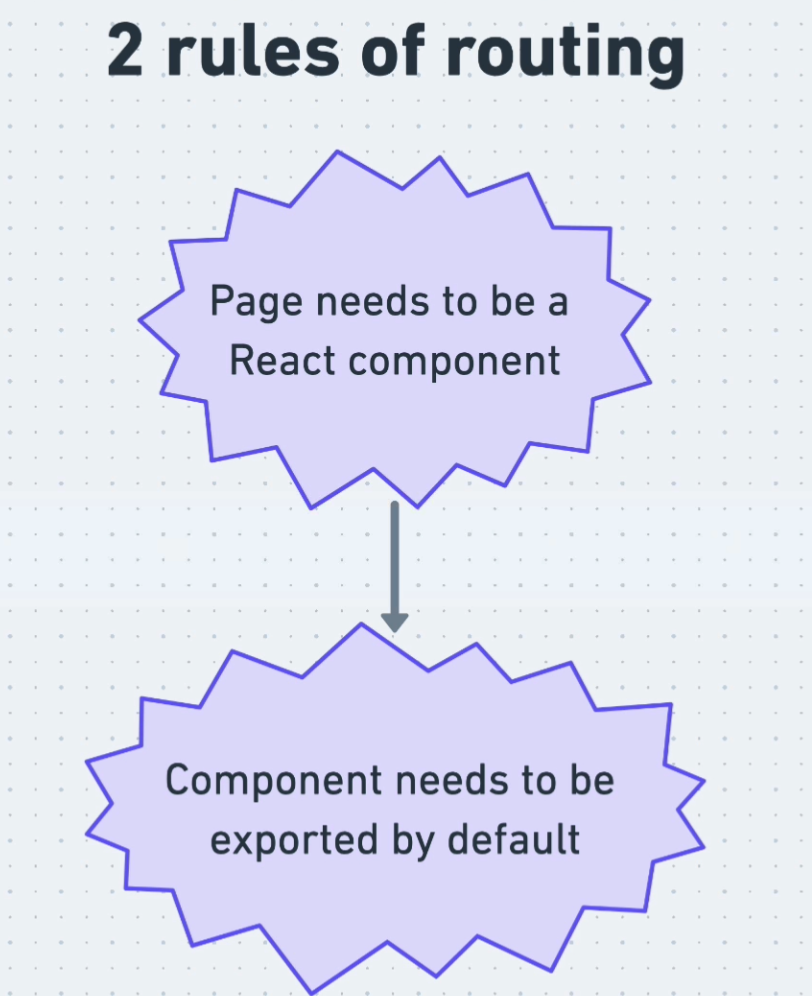 2 rules of routing
Page needs to be a
React component
Component needs to be
exported by default